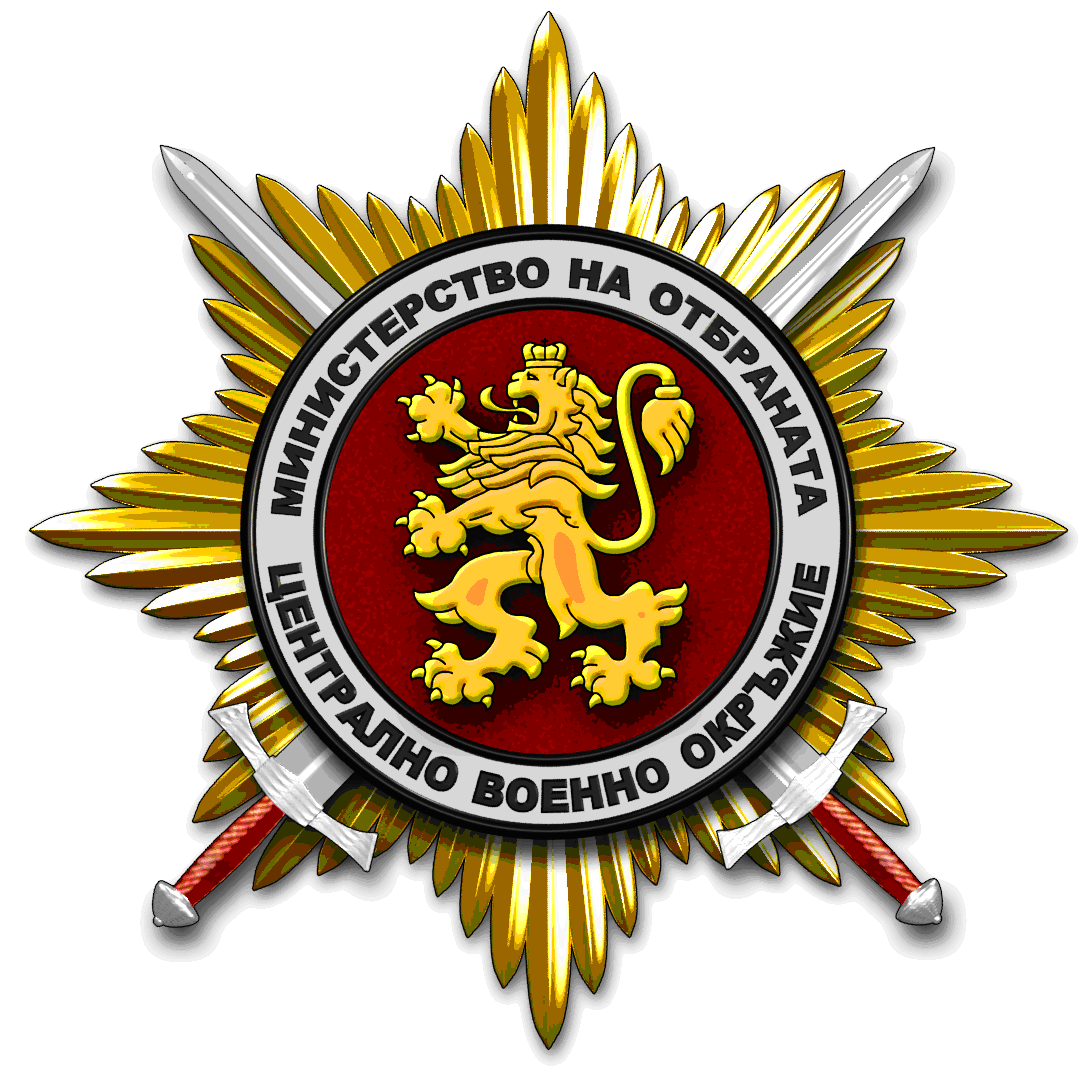 МИНИСТЕРСТВО НА ОТБРАНАТА
ЦЕНТРАЛНО ВОЕННО ОКРЪЖИЕ